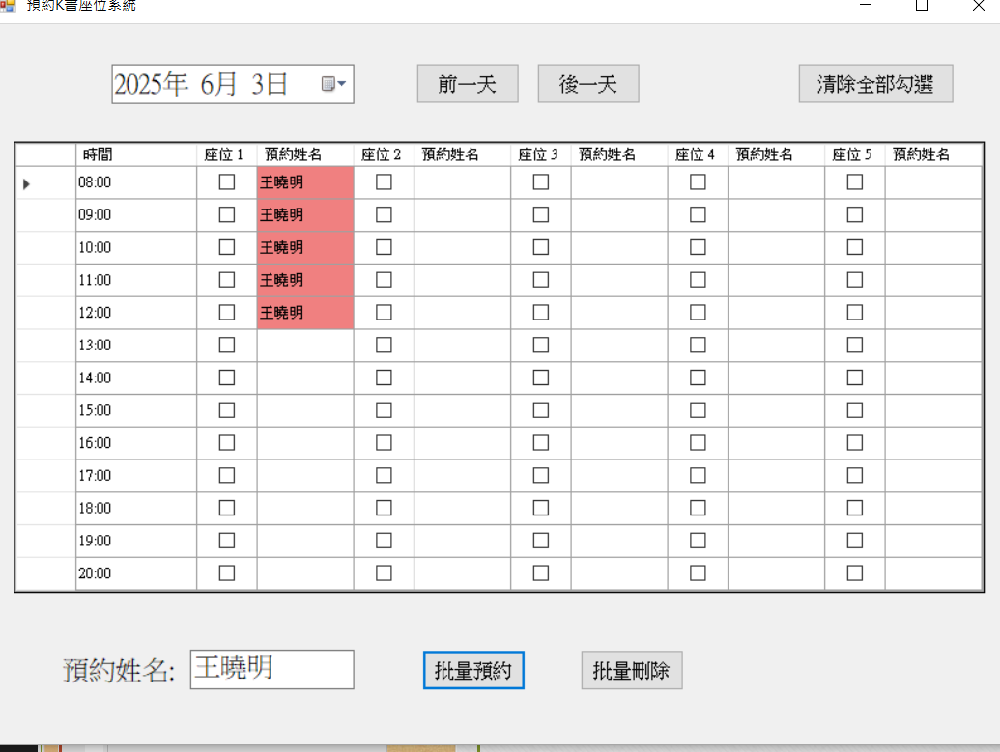 預約K書座位系統
2025年 6月 3日
前一天
後一天
清除全部勾選
時間 座位 1 預約姓名 座位 2 預約姓名 座位 3 預約姓名 座位 4 預約姓名 座位 5 預約姓名
08:00 王曉明
09:00 王曉明
10:00 王曉明
11:00 王曉明
12:00 王曉明
13:00
14:00
15:00
16:00
17:00
18:00
19:00
20:00
預約姓名: 王曉明
批量預約
批量刪除